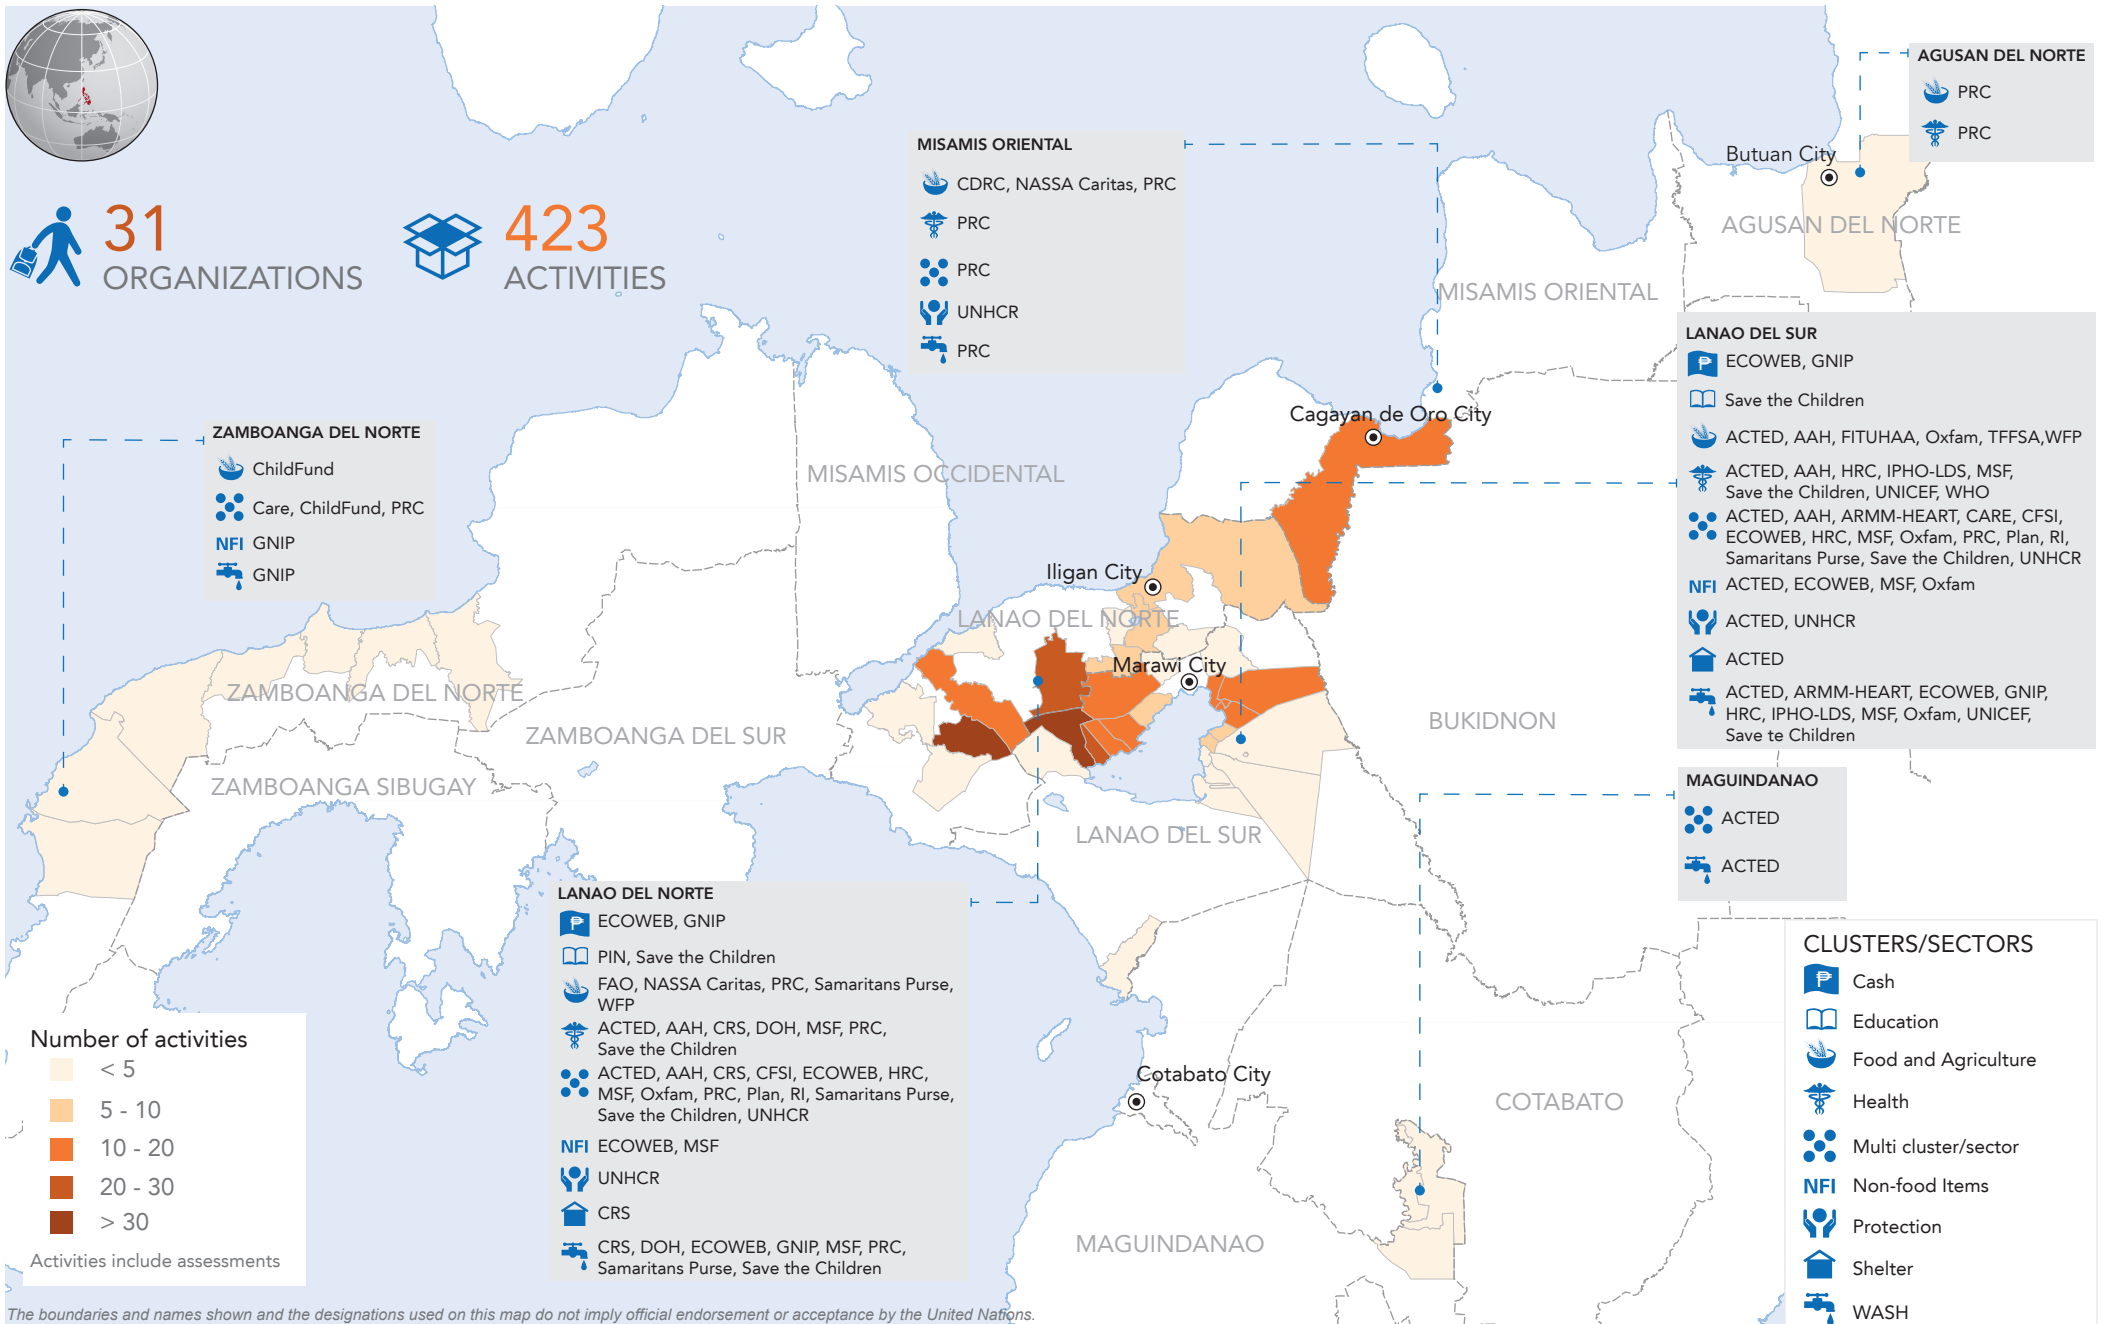 31
ORGANIZATIONS
423
ACTIVITIES
AGUSAN DEL NORTE
PRC
PRC
MISAMIS ORIENTAL
CDRC, NASSA Caritas, PRC
PRC
PRC
UNHCR
PRC
Butuan City
AGUSAN DEL NORTE
MISAMIS ORIENTAL
LANAO DEL SUR
₱ ECOWEB, GNIP
Save the Children
ACTED, AAH, FITUHAA, Oxfam, TFFSA,WFP
ACTED, AAH, HRC, IPHO-LDS, MSF,
Save the Children, UNICEF, WHO
ACTED, AAH, ARMM-HEART, CARE, CFSI,
ECOWEB, HRC, MSF, Oxfam, PRC, Plan, RI,
Samaritans Purse, Save the Children, UNHCR
NFI ACTED, ECOWEB, MSF, Oxfam
ACTED, UNHCR
ACTED
ACTED, ARMM-HEART, ECOWEB, GNIP,
HRC, IPHO-LDS, MSF, Oxfam, UNICEF,
Save te Children
ZAMBOANGA DEL NORTE
ChildFund
Care, ChildFund, PRC
NFI GNIP
GNIP
Cagayan de Oro City
MISAMIS OCCIDENTAL
Iligan City
LANAO DEL NORTE
Marawi City
ZAMBOANGA DEL NORTE
ZAMBOANGA DEL SUR
BUKIDNON
ZAMBOANGA SIBUGAY
LANAO DEL SUR
MAGUINDANAO
ACTED
ACTED
LANAO DEL NORTE
₱ ECOWEB, GNIP
PIN, Save the Children
FAO, NASSA Caritas, PRC, Samaritans Purse,
WFP
ACTED, AAH, CRS, DOH, MSF, PRC,
Save the Children
ACTED, AAH, CRS, CFSI, ECOWEB, HRC,
MSF, Oxfam, PRC, Plan, RI, Samaritans Purse,
Save the Children, UNHCR
NFI ECOWEB, MSF
UNHCR
CRS
CRS, DOH, ECOWEB, GNIP, MSF, PRC,
Samaritans Purse, Save the Children
Cotabato City
COTABATO
MAGUINDANAO
Number of activities
< 5
5 - 10
10 - 20
20 - 30
> 30
Activities include assessments
CLUSTERS/SECTORS
₱ Cash
Education
Food and Agriculture
Health
Multi cluster/sector
NFI Non-food Items
Protection
Shelter
WASH
The boundaries and names shown and the designations used on this map do not imply official endorsement or acceptance by the United Nations.